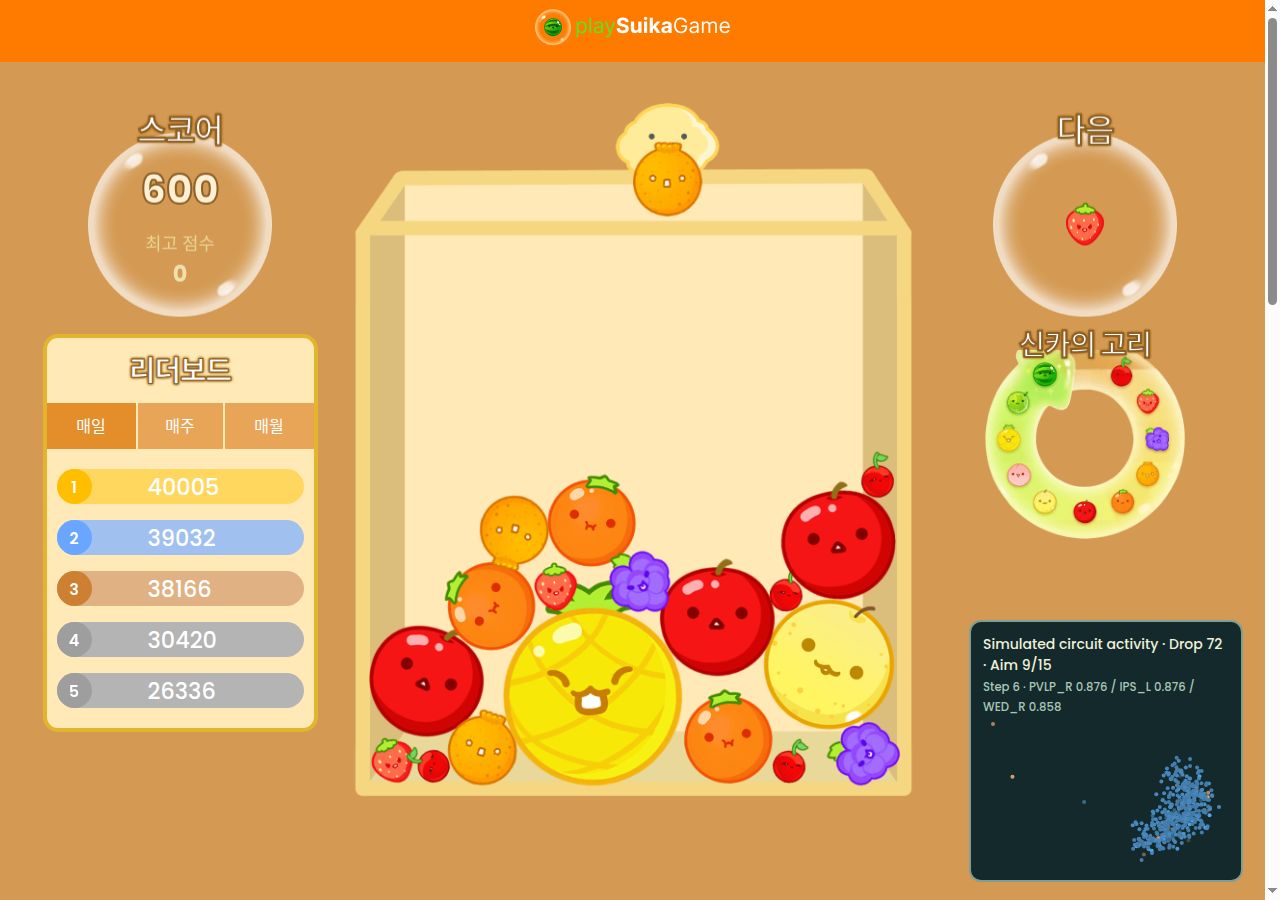 playSuikaGame
스코어
600
최고 점수
0
다음
신카의 고리
리더보드
매일 매주 매월
1 40005
2 39032
3 38166
4 30420
5 26336
Simulated circuit activity · Drop 72
· Aim 9/15
Step 6 · PVLP_R 0.876 / IPS_L 0.876 /
WED_R 0.858